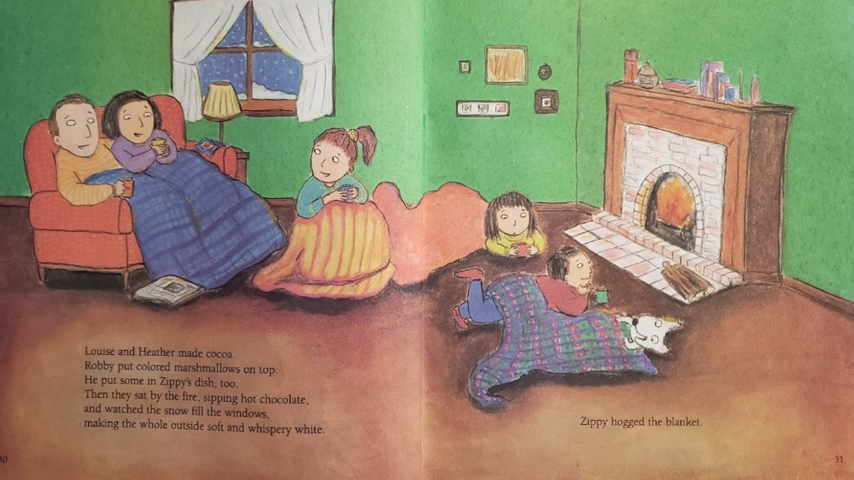 Louise and Heather made cocoa.
Robby put colored marshmallows on top.
He put some in Zippy's dish, too.
Then they sat by the fire, sipping hot chocolate,
and watched the snow fill the windows,
making the whole outside soft and whispery white.
Zippy hogged the blanket.
30
31